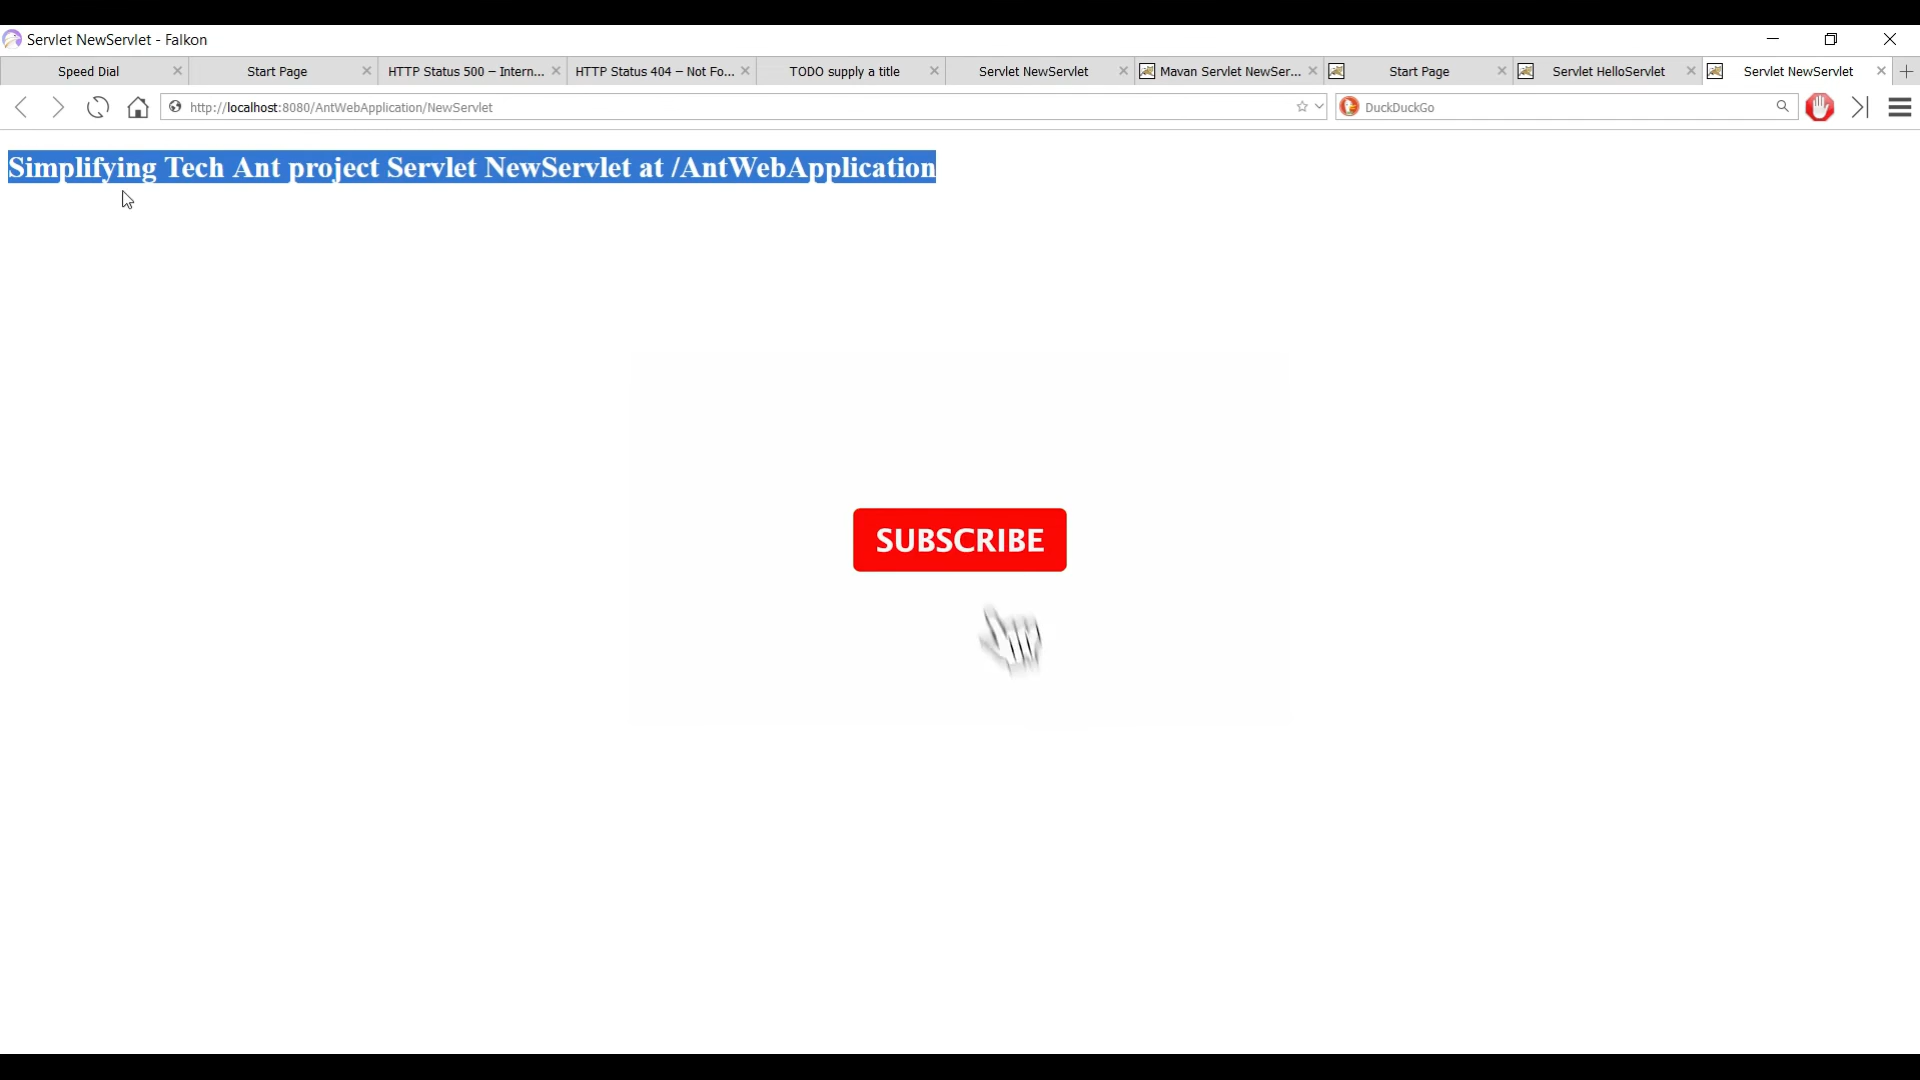 Servlet NewServlet - Falkon
Speed Dial
Start Page
HTTP Status 500 – Intern...
HTTP Status 404 – Not Fo...
TODO supply a title
Servlet NewServlet
Mavan Servlet NewSer...
Start Page
Servlet HelloServlet
Servlet NewServlet
http://localhost:8080/AntWebApplication/NewServlet
DuckDuckGo
Simplifying Tech Ant project Servlet NewServlet at /AntWebApplication
SUBSCRIBE